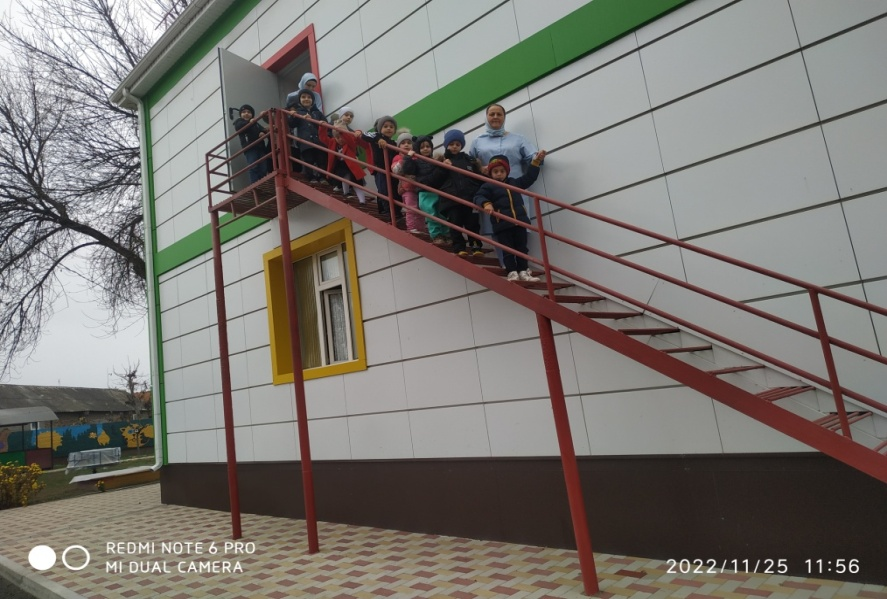 REDMI NOTE 6 PRO
MI DUAL CAMERA
2022/11/25 11:56